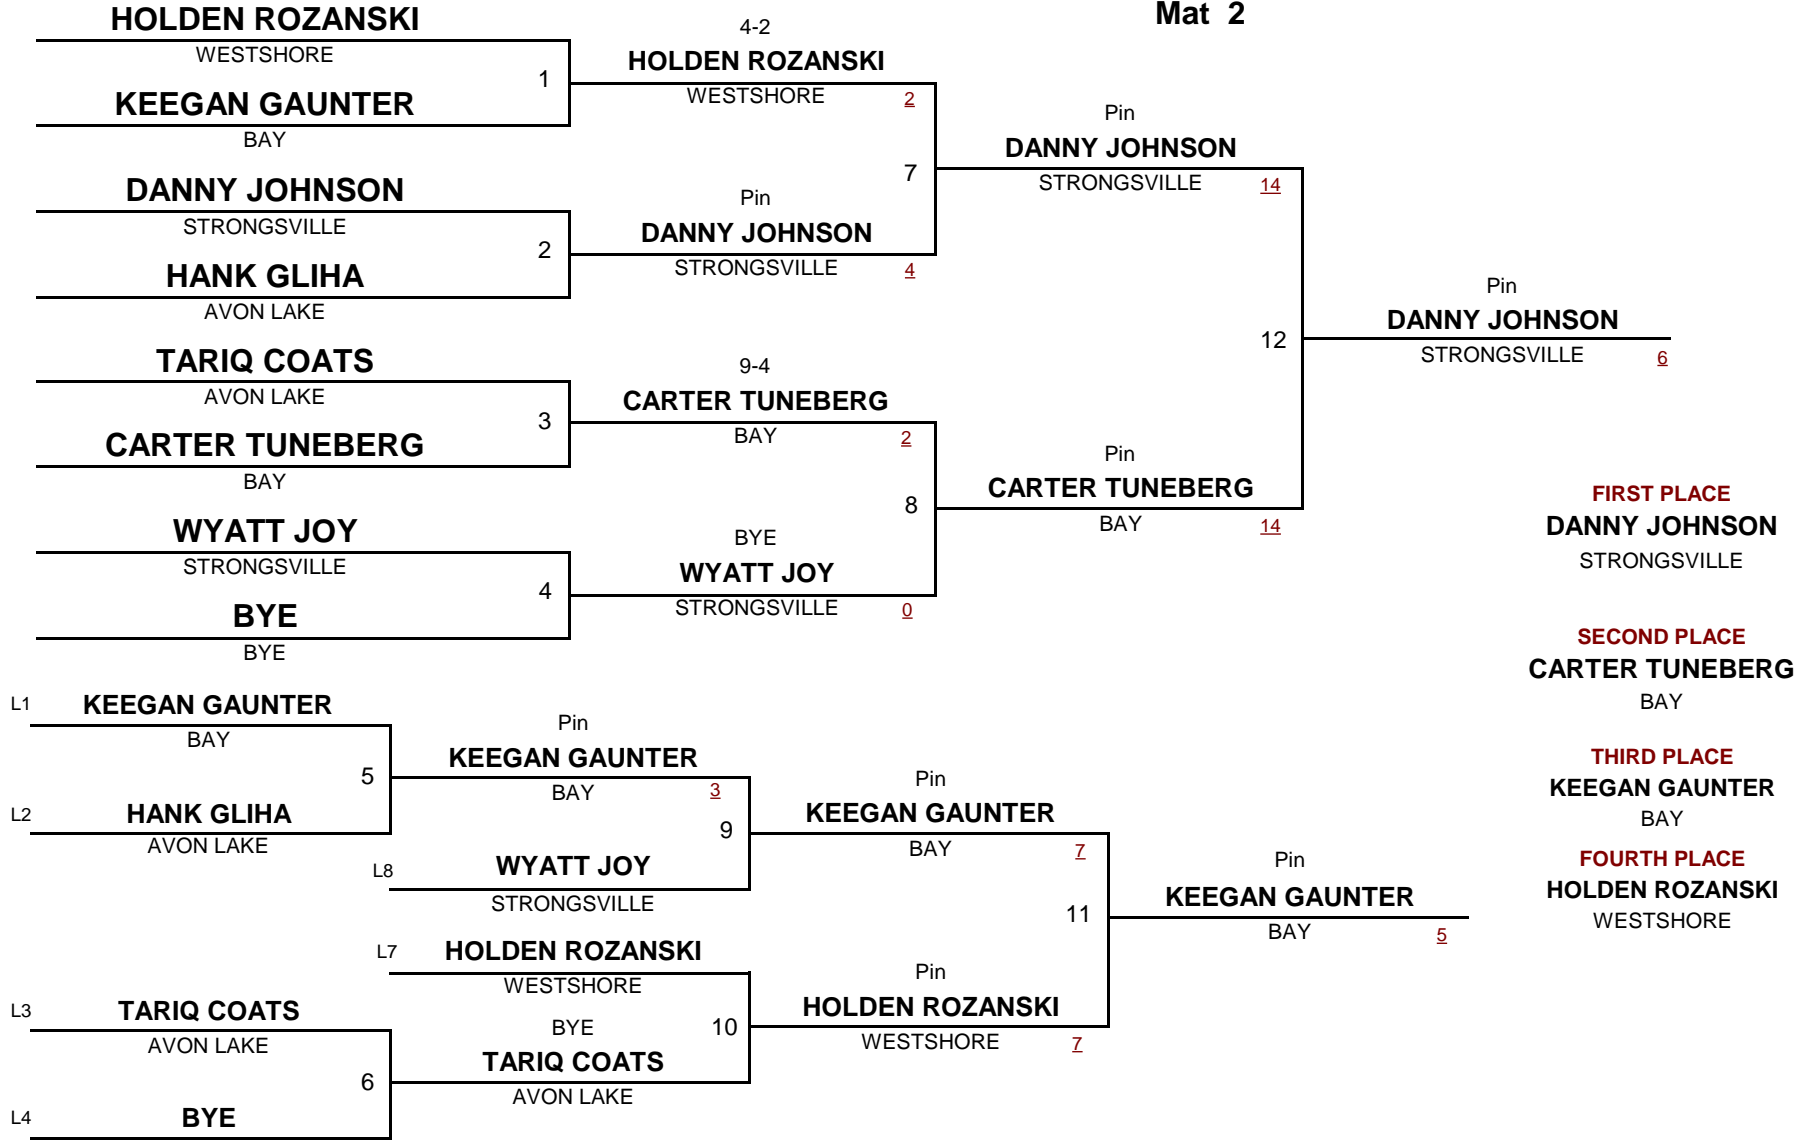 Mat 2
HOLDEN ROZANSKI
WESTSHORE
1
KEEGAN GAUNTER
BAY
DANNY JOHNSON
STRONGSVILLE
2
HANK GLIHA
AVON LAKE
TARIQ COATS
AVON LAKE
3
CARTER TUNEBERG
BAY
WYATT JOY
STRONGSVILLE
4
BYE
BYE
4-2
HOLDEN ROZANSKI
WESTSHORE 2
7
Pin
DANNY JOHNSON
STRONGSVILLE 4
9-4
CARTER TUNEBERG
BAY 2
8
BYE
WYATT JOY
STRONGSVILLE 0
Pin
DANNY JOHNSON
STRONGSVILLE 14
12
Pin
CARTER TUNEBERG
BAY 14
Pin
DANNY JOHNSON
STRONGSVILLE 6
FIRST PLACE
DANNY JOHNSON
STRONGSVILLE
SECOND PLACE
CARTER TUNEBERG
BAY
THIRD PLACE
KEEGAN GAUNTER
BAY
FOURTH PLACE
HOLDEN ROZANSKI
WESTSHORE
L1 KEEGAN GAUNTER
BAY
5
L2 HANK GLIHA
AVON LAKE
L3 TARIQ COATS
AVON LAKE
6
L4 BYE
Pin
KEEGAN GAUNTER
BAY 3
9
L8 WYATT JOY
STRONGSVILLE
L7 HOLDEN ROZANSKI
WESTSHORE
BYE 10
TARIQ COATS
AVON LAKE
Pin
KEEGAN GAUNTER
BAY 7
11
Pin
HOLDEN ROZANSKI
WESTSHORE 7
Pin
KEEGAN GAUNTER
BAY 5